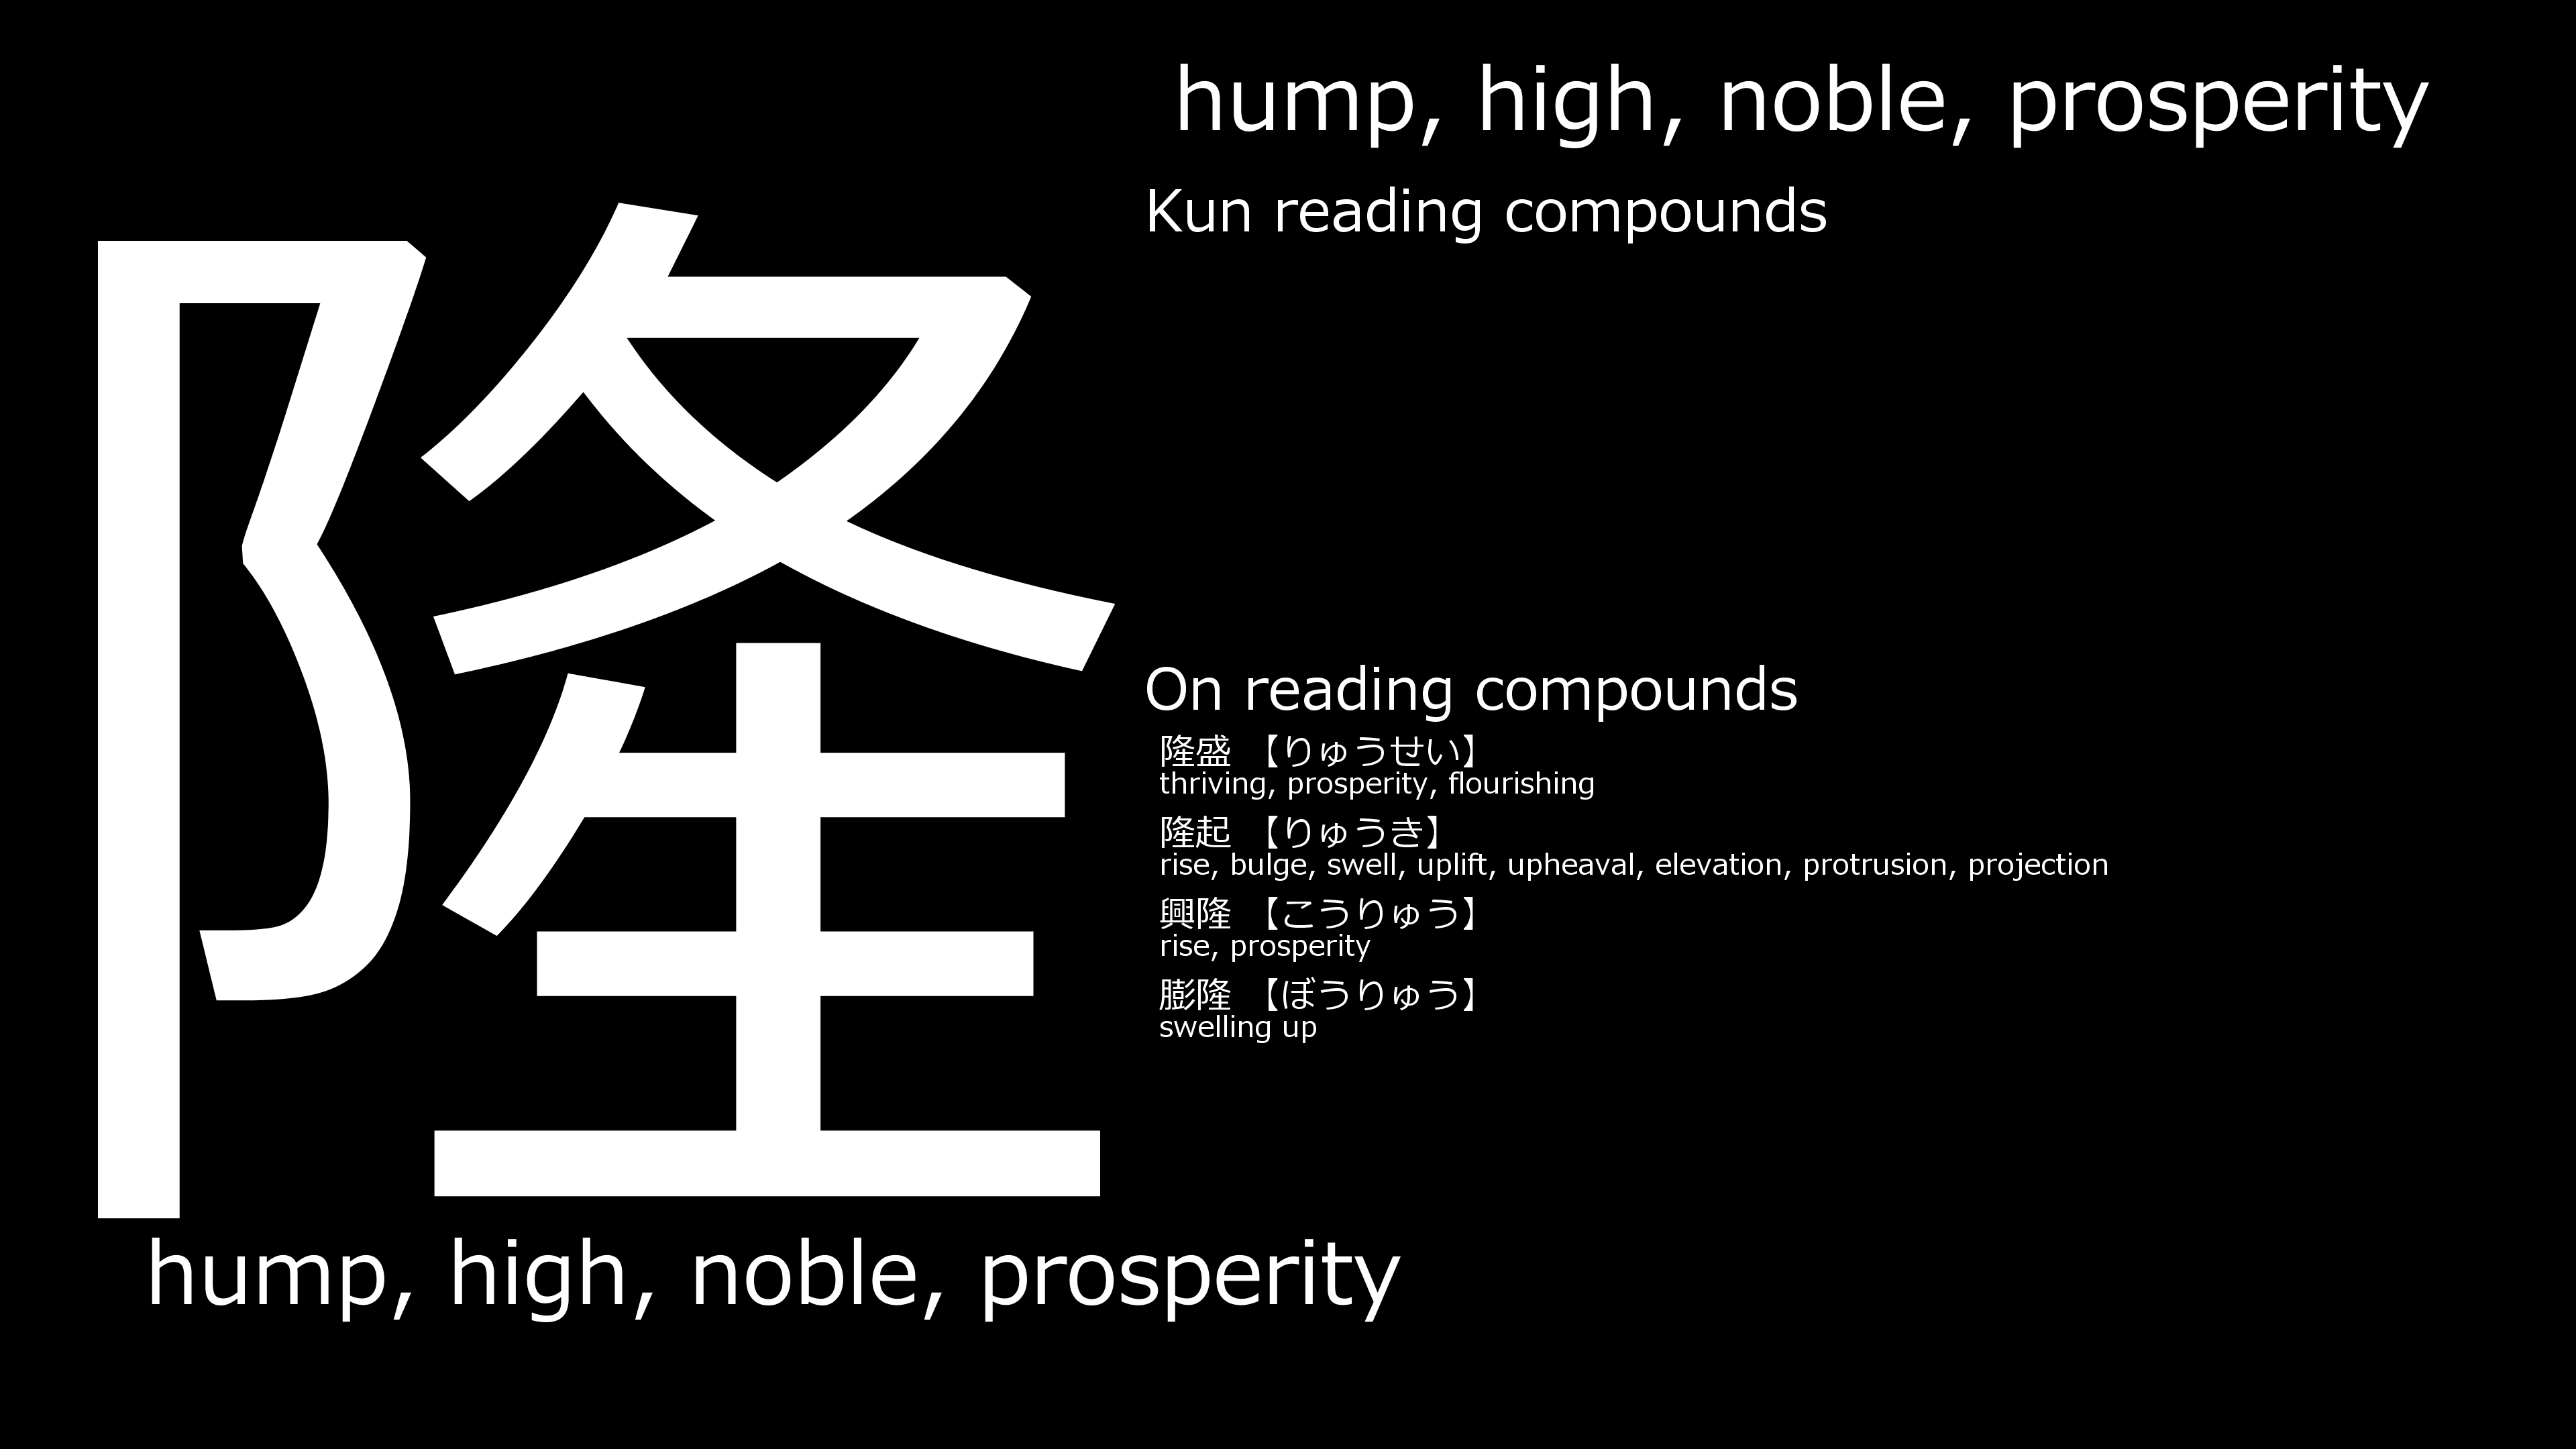 隆
hump, high, noble, prosperity
hump, high, noble, prosperity
Kun reading compounds
On reading compounds
隆盛 【りゅうせい】
thriving, prosperity, flourishing
隆起 【りゅうき】
rise, bulge, swell, uplift, upheaval, elevation, protrusion, projection
興隆 【こうりゅう】
rise, prosperity
膨隆 【ぼうりゅう】
swelling up